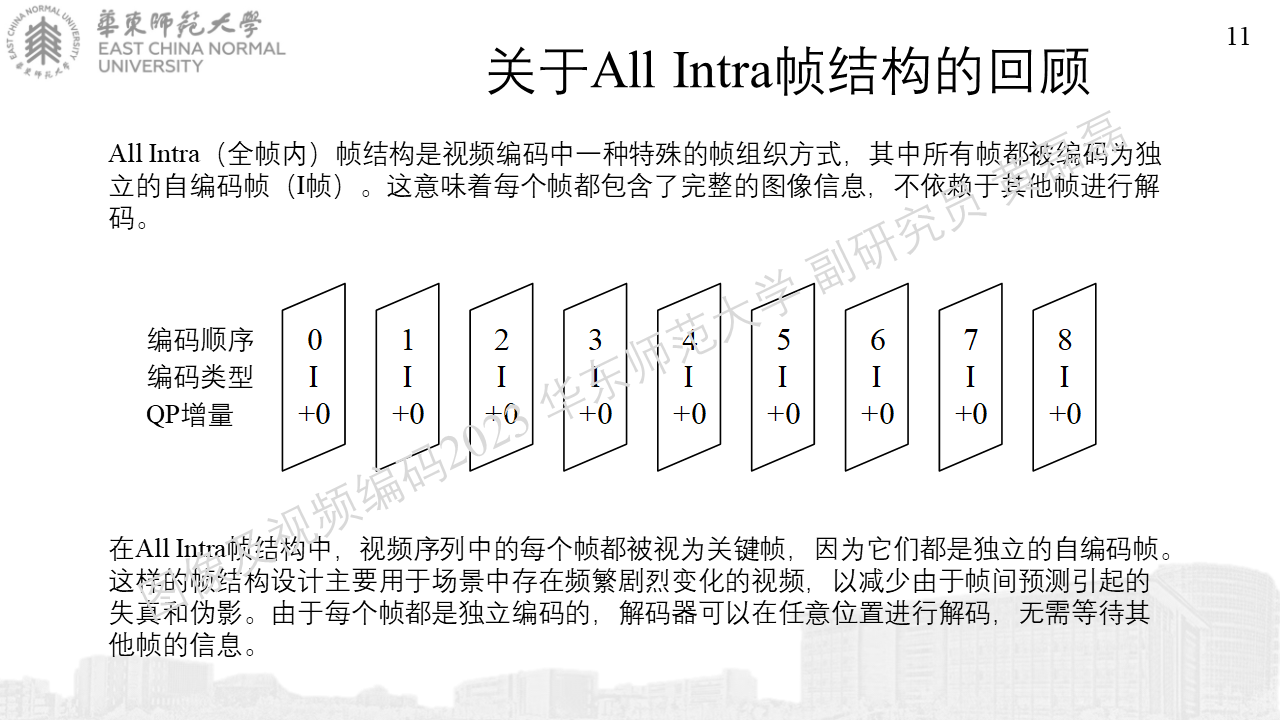 華東師範大學
EAST CHINA NORMAL
UNIVERSITY
EAST CHINA NORMAL UNIVERSITY
華東師范大學
11
关于All Intra帧结构的回顾
All Intra（全帧内）帧结构是视频编码中一种特殊的帧组织方式，其中所有帧都被编码为独
立的自编码帧（I帧）。这意味着每个帧都包含了完整的图像信息，不依赖于其他帧进行解
码。
编码顺序 0 1 2 3 4 5 6 7 8
编码类型 I I I I I I I I I
QP增量 +0 +0 +0 +0 +0 +0 +0 +0 +0
图像及视频编码2023 华东师范大学 副研究员 黄磊磊
在All Intra帧结构中，视频序列中的每个帧都被视为关键帧，因为它们都是独立的自编码帧。
这样的帧结构设计主要用于场景中存在频繁剧烈变化的视频，以减少由于帧间预测引起的
失真和伪影。由于每个帧都是独立编码的，解码器可以在任意位置进行解码，无需等待其
他帧的信息。